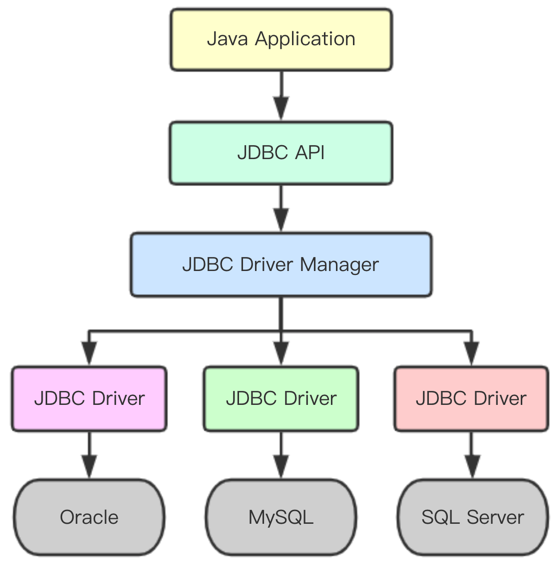 Java Application
JDBC API
JDBC Driver Manager
JDBC Driver
JDBC Driver
JDBC Driver
Oracle
MySQL
SQL Server